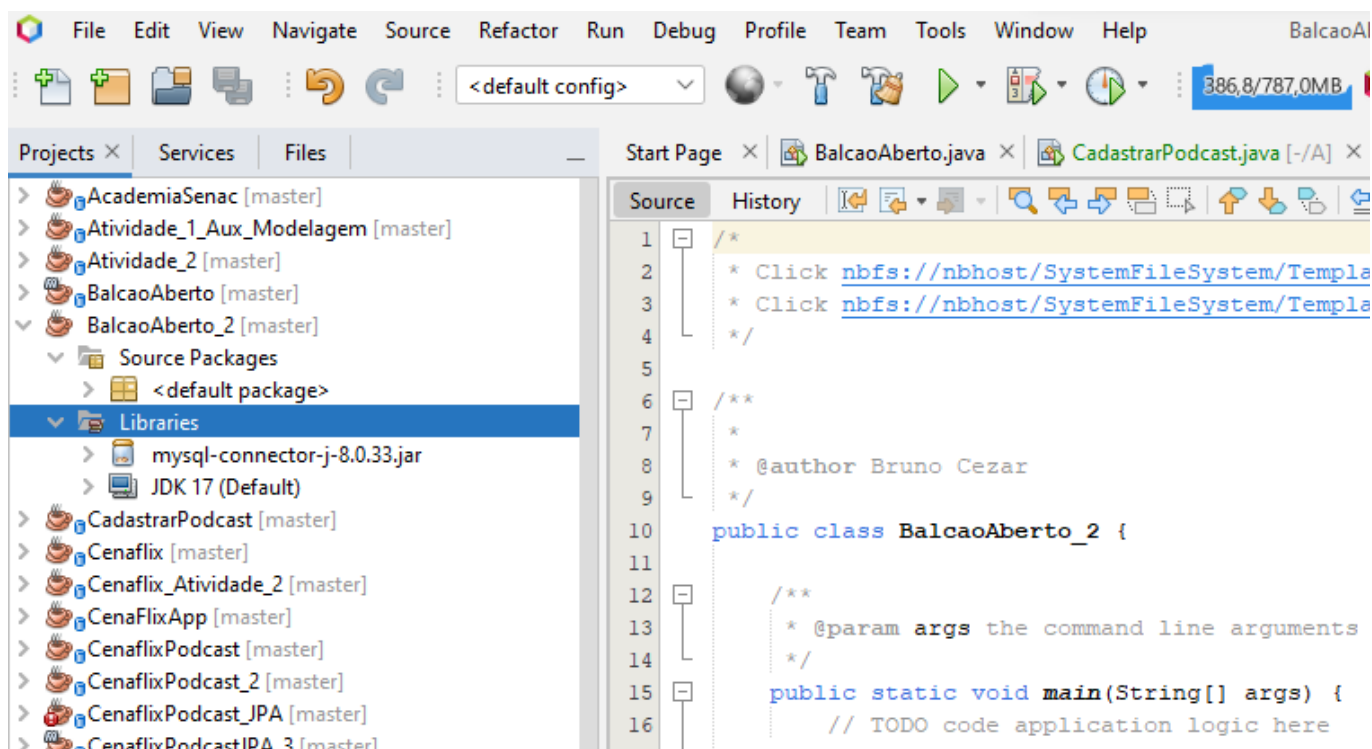 File Edit View Navigate Source Refactor Run Debug Profile Team Tools Window Help BalcaoAl
<default config>
386,8/787,0MB
Projects Services Files
AcademiaSenac [master]
Atividade_1_Aux_Modelagem [master]
Atividade_2 [master]
BalcaoAberto [master]
BalcaoAberto_2 [master]
Source Packages
<default package>
Libraries
mysql-connector-j-8.0.33.jar
JDK 17 (Default)
CadastrarPodcast [master]
Cenaflix [master]
Cenaflix_Atividade_2 [master]
CenaFlixApp [master]
CenaflixPodcast [master]
CenaflixPodcast_2 [master]
CenaflixPodcast_JPA [master]
CenaflixPodcastJPA_3 [master]
Start Page BalcaoAberto.java CadastrarPodcast.java [-/A]
Source History
1 /*
2 * Click nbfs://nbhost/SystemFileSystem/Templa
3 * Click nbfs://nbhost/SystemFileSystem/Templa
4 */
5
6 /**
7 *
8 * @author Bruno Cezar
9 */
10 public class BalcaoAberto_2 {
11
12 /**
13 * @param args the command line arguments
14 */
15 public static void main(String[] args) {
16 // TODO code application logic here